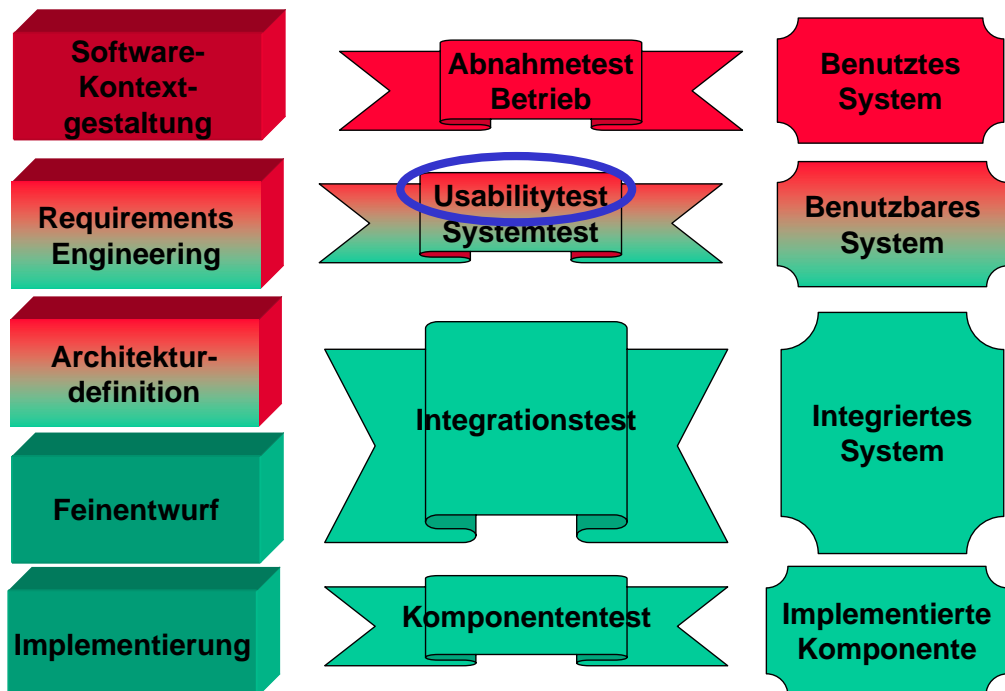 Software-
Kontext-
gestaltung
Abnahmetest
Betrieb
Benutztes
System
Requirements
Engineering
Usabilitytest
Systemtest
Benutzbares
System
Architektur-
definition
Integrationstest
Integriertes
System
Feinentwurf
Implementierung
Komponententest
Implementierte
Komponente